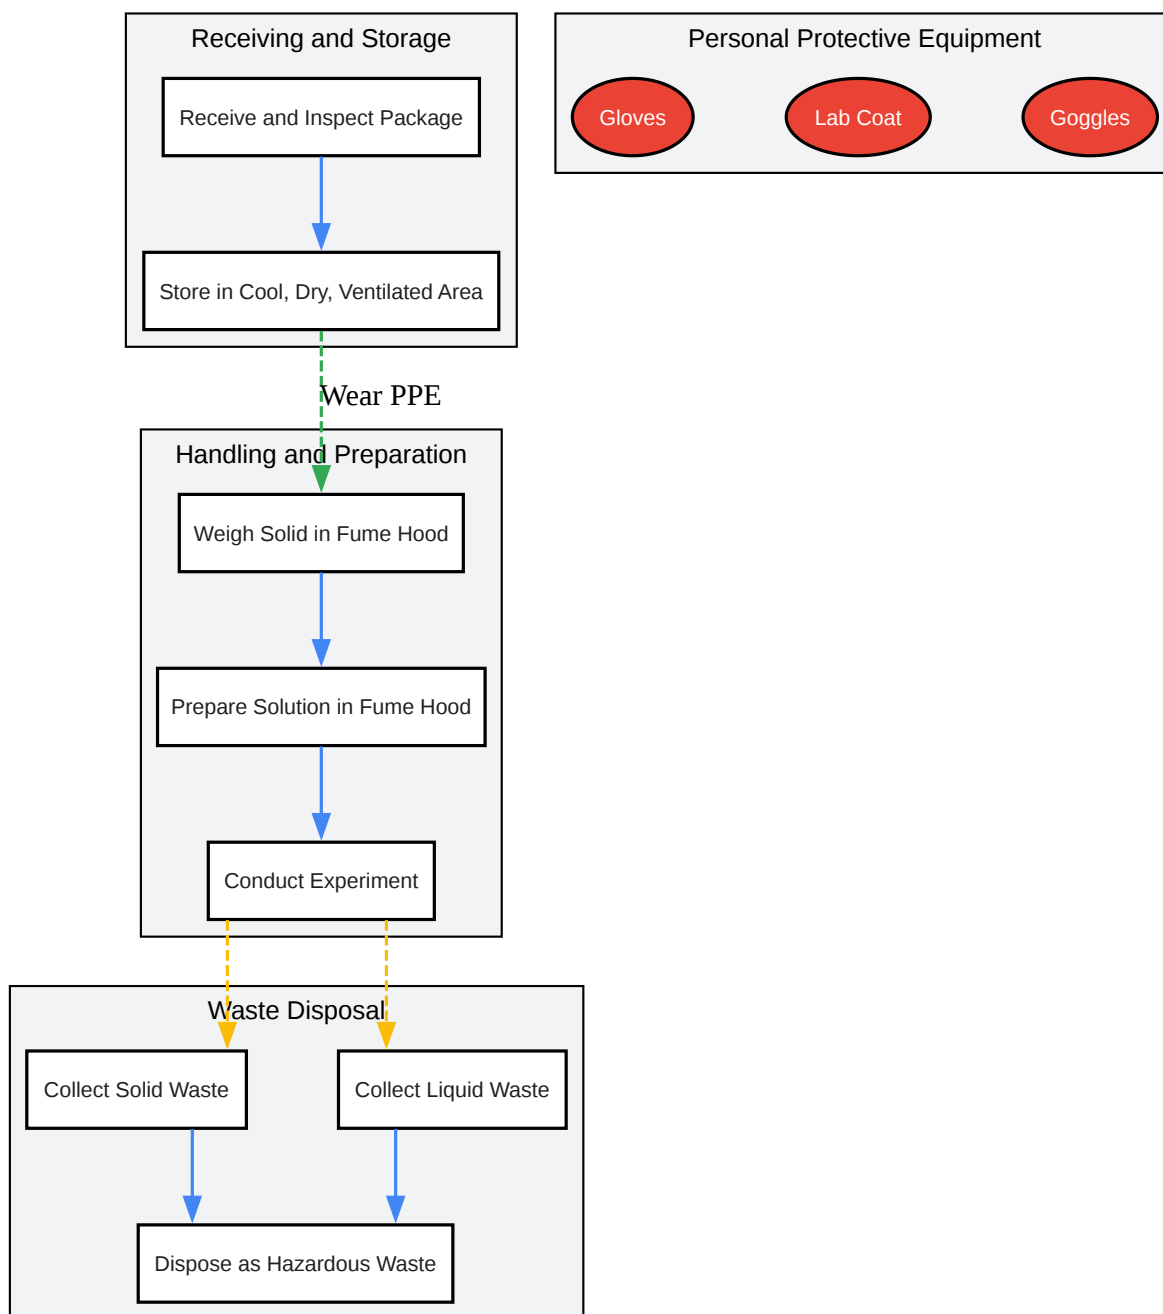 Receiving and Storage
Receive and Inspect Package
Store in Cool, Dry, Ventilated Area
Personal Protective Equipment
Gloves
Lab Coat
Goggles
Wear PPE
Handling and Preparation
Weigh Solid in Fume Hood
Prepare Solution in Fume Hood
Conduct Experiment
Waste Disposal
Collect Solid Waste
Collect Liquid Waste
Dispose as Hazardous Waste